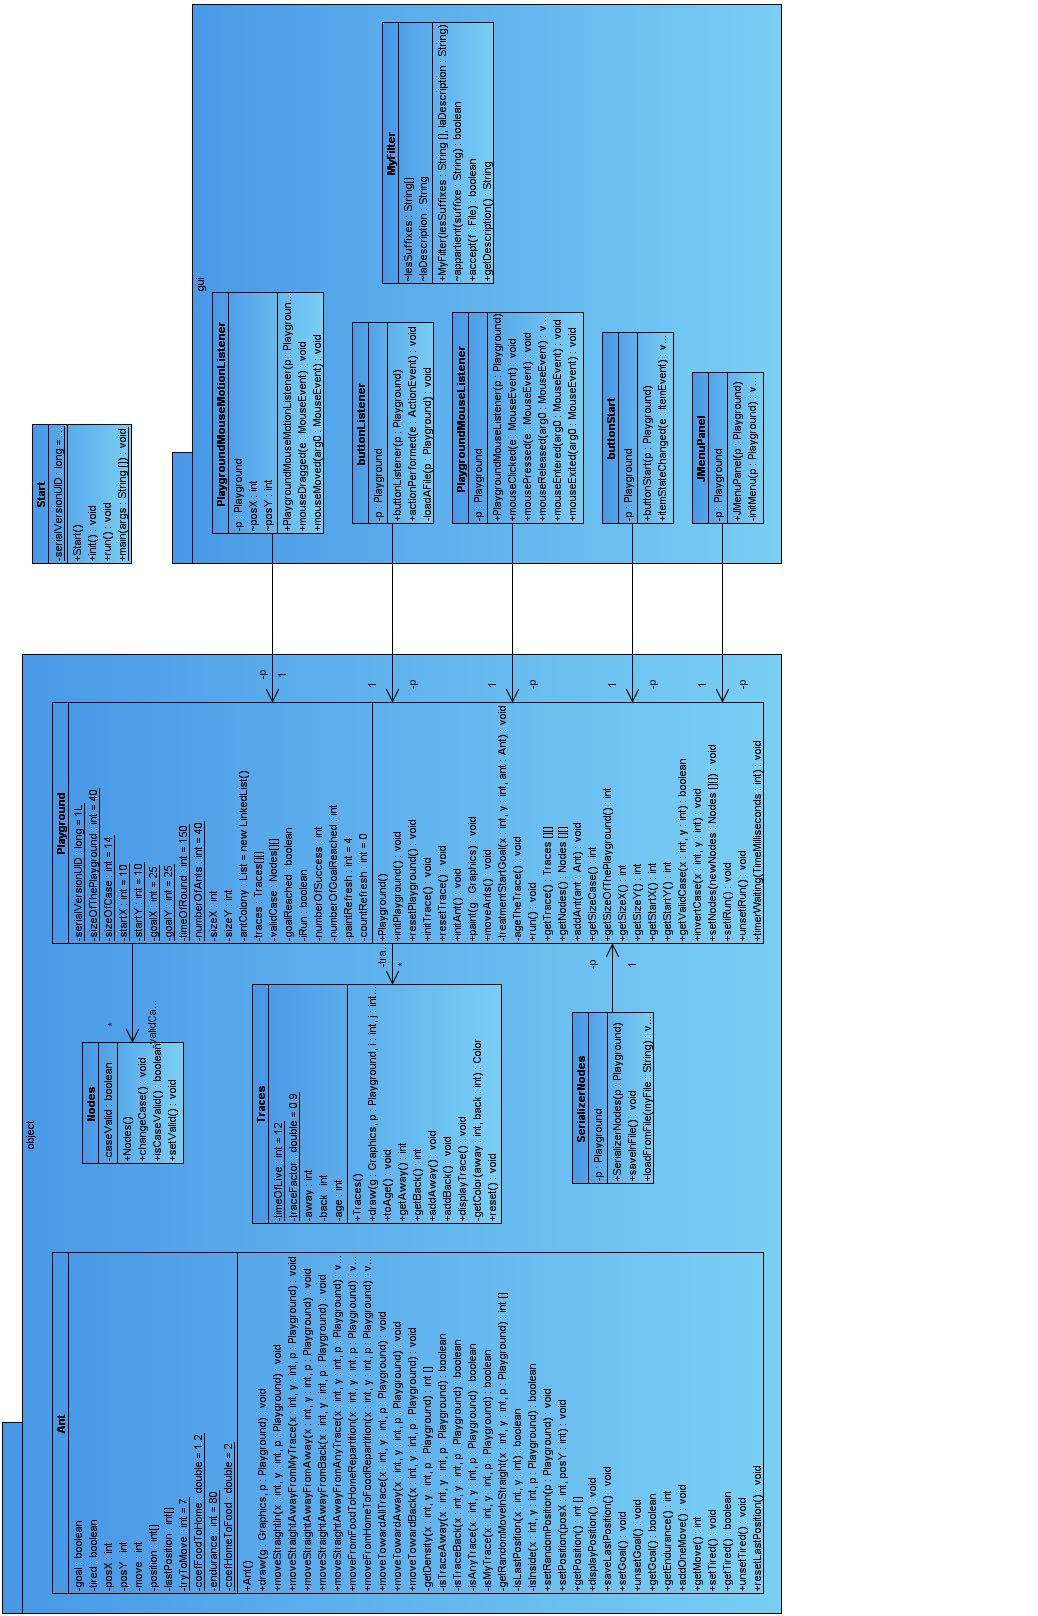 object
Ant
-goal : boolean
-tired : boolean
-posX : int
-posY : int
-move : int
-position : int[]
-lastPosition : int[]
-tryToMove : int = 7
-coefFoodToHome : double = 1.2
-endurance : int = 80
-coefHomeToFood : double = 2
+Ant()
+draw(g : Graphics, p : Playground) : void
+moveStraightIn(x : int, y : int, p : Playground) : void
+moveStraightAwayFromMyTrace(x : int, y : int, p : Playground) : void
+moveStraightAwayFromAway(x : int, y : int, p : Playground) : void
+moveStraightAwayFromBack(x : int, y : int, p : Playground) : void
+moveStraightAwayFromAnyTrace(x : int, y : int, p : Playground) : v...
+moveFromFoodToHomeRepartition(x : int, y : int, p : Playground) : v...
+moveFromHomeToFoodRepartition(x : int, y : int, p : Playground) : v...
+moveTowardAllTrace(x : int, y : int, p : Playground) : void
+moveTowardAway(x : int, y : int, p : Playground) : void
+moveTowardBack(x : int, y : int, p : Playground) : void
-getDensity(x : int, y : int, p : Playground) : int []
-isTraceAway(x : int, y : int, p : Playground) : boolean
-isTraceBack(x : int, y : int, p : Playground) : boolean
-isAnyTrace(x : int, y : int, p : Playground) : boolean
-isMyTrace(x : int, y : int, p : Playground) : boolean
-getRandomMoveInStraight(x : int, y : int, p : Playground) : int []
-isLastPosition(x : int, y : int) : boolean
-isInside(x : int, y : int, p : Playground) : boolean
+setRandomPosition(p : Playground) : void
+setPosition(posX : int, posY : int) : void
+getPosition() : int []
+displayPosition() : void
+saveLastPosition() : void
+setGoal() : void
+unsetGoal() : void
+getGoal() : boolean
+getEndurance() : int
+addOneMove() : void
+getMove() : int
+setTired() : void
+getTired() : boolean
+unsetTired() : void
+resetLastPosition() : void
Nodes
-caseValid : boolean
+Nodes()
+changeCase() : void
+isCaseValid() : boolean
+setValid() : void
*
-validCa...
Traces
-timeOfLive : int = 12
-traceFactor : double = 0.9
-away : int
-back : int
-age : int
+Traces()
+draw(g : Graphics, p : Playground, i : int, j : int...
+toAge() : void
+getAway() : int
+getBack() : int
+addAway() : void
+addBack() : void
+displayTrace() : void
-getColor(away : int, back : int) : Color
+reset() : void
-tra...
*
SerializerNodes
-p : Playground
+SerializerNodes(p : Playground)
+saveInFile() : void
+loadFromFile(myFile : String) : v...
-p
1
Playground
-serialVersionUID : long = 1L
-sizeOfThePlayground : int = 40
-sizeOfCase : int = 14
-startX : int = 10
-startY : int = 10
-goalX : int = 25
-goalY : int = 25
-timeOfRound : int = 150
-numberOfAnts : int = 40
-sizeX : int
-sizeY : int
-antColony : List = new LinkedList()
-traces : Traces[][]
-validCase : Nodes[][]
-goalReached : boolean
-iRun : boolean
-numberOfSuccess : int
-numberOfGoalReached : int
-paintRefresh : int = 4
-countRefresh : int = 0
+Playground()
+initPlayground() : void
+resetPlayground() : void
+initTrace() : void
+resetTrace() : void
+initAnt() : void
+paint(g : Graphics) : void
+moveAnts() : void
-treatmentStartGoal(x : int, y : int, ant : Ant) : void
-ageTheTrace() : void
+run() : void
+getTrace() : Traces [][]
+getNodes() : Nodes [][]
+addAnt(ant : Ant) : void
+getSizeCase() : int
+getSizeOfThePlayground() : int
+getSizeX() : int
+getSizeY() : int
+getStartX() : int
+getStartY() : int
+getValidCase(x : int, y : int) : boolean
+invertCase(x : int, y : int) : void
+setNodes(newNodes : Nodes [][]) : void
+setiRun() : void
+unsetiRun() : void
+timerWaiting(TimeMilliseconds : int) : void
-p
1
1
-p
1
-p
1
-p
1
-p
Start
-serialVersionUID : long = ...
+Start()
+init() : void
+run() : void
+main(args : String []) : void
gui
PlaygroundMouseMotionListener
-p : Playground
~posX : int
~posY : int
+PlaygroundMouseMotionListener(p : Playgroun...
+mouseDragged(e : MouseEvent) : void
+mouseMoved(arg0 : MouseEvent) : void
buttonListener
-p : Playground
+buttonListener(p : Playground)
+actionPerformed(e : ActionEvent) : void
-loadAFile(p : Playground) : void
PlaygroundMouseListener
-p : Playground
+PlaygroundMouseListener(p : Playground)
+mouseClicked(e : MouseEvent) : void
+mousePressed(e : MouseEvent) : void
+mouseReleased(arg0 : MouseEvent) : v...
+mouseEntered(arg0 : MouseEvent) : void
+mouseExited(arg0 : MouseEvent) : void
buttonStart
-p : Playground
+buttonStart(p : Playground)
+itemStateChanged(e : ItemEvent) : v...
JMenuPanel
-p : Playground
+JMenuPanel(p : Playground)
-initMenu(p : Playground) : v...
MyFilter
~lesSuffixes : String[]
~laDescription : String
+MyFilter(lesSuffixes : String [], laDescription : String)
~appartient(suffixe : String) : boolean
+accept(f : File) : boolean
+getDescription() : String